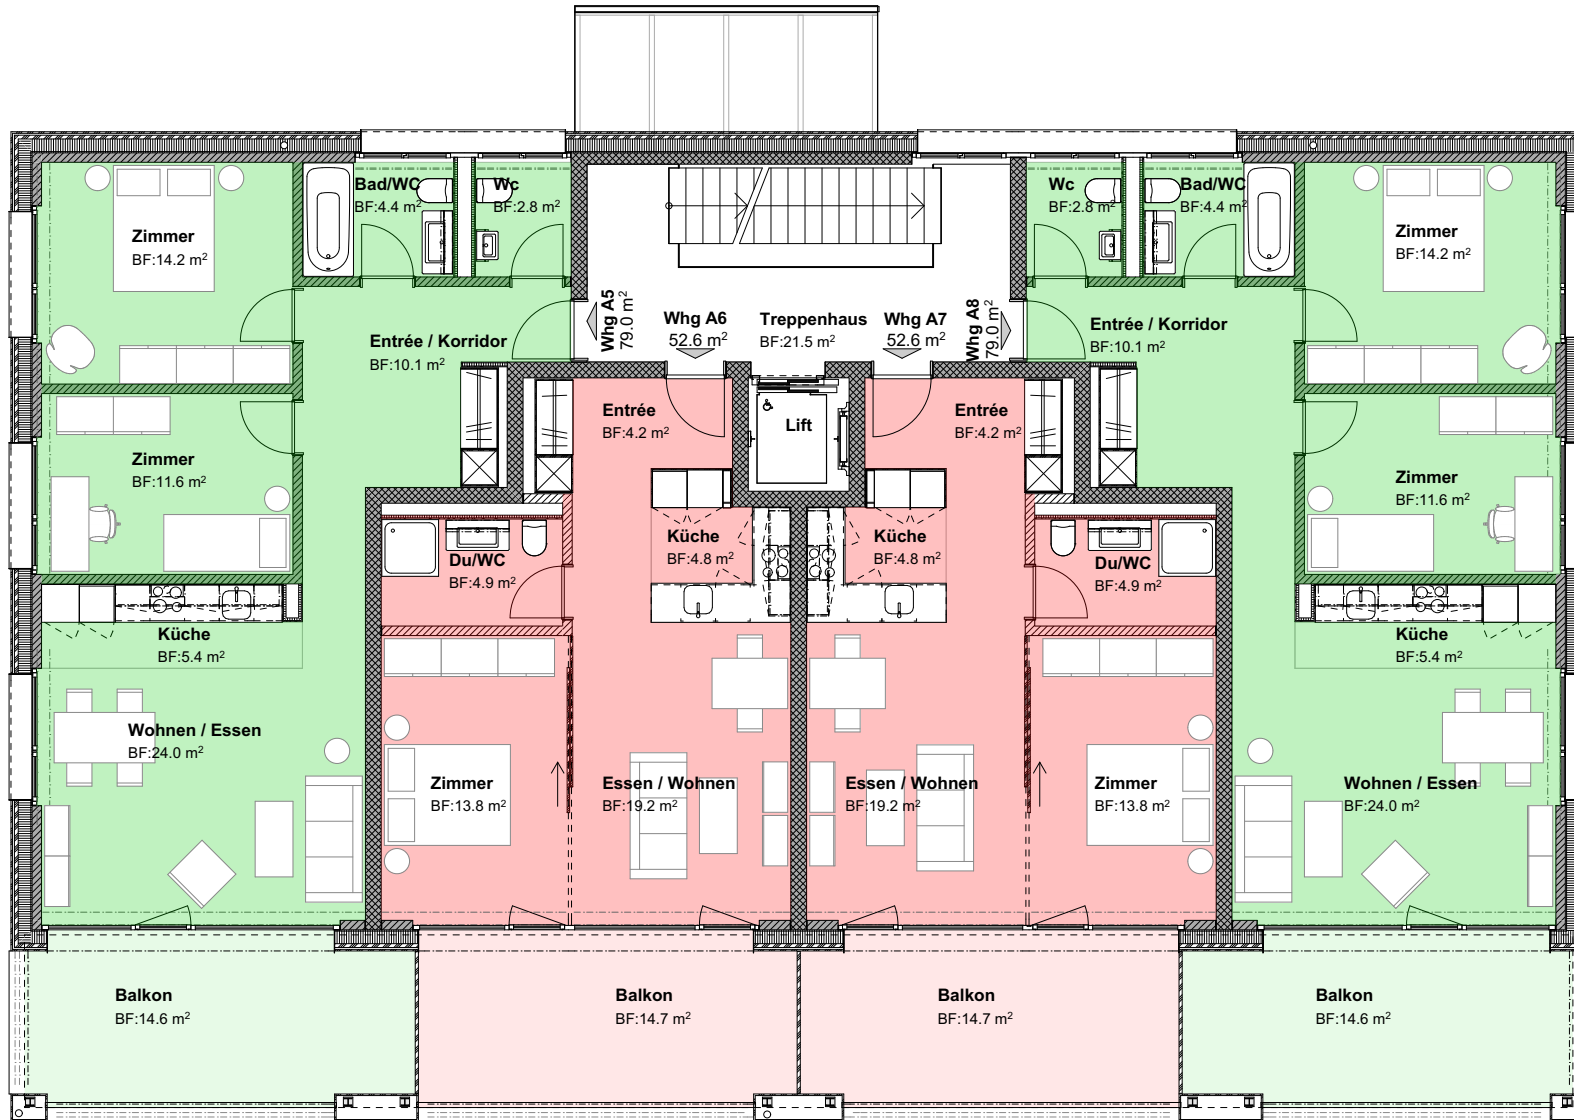 Bad/WC
BF:4.4 m²
Wc
BF:2.8 m²
Wc
BF:2.8 m²
Bad/WC
BF:4.4 m²
Zimmer
BF:14.2 m²
Zimmer
BF:14.2 m²
Entrée / Korridor
BF:10.1 m²
Whg A5
79.0 m²
Whg A6
52.6 m²
Treppenhaus
BF:21.5 m²
Whg A7
52.6 m²
Whg A8
79.0 m²
Entrée / Korridor
BF:10.1 m²
Entrée
BF:4.2 m²
Lift
Entrée
BF:4.2 m²
Zimmer
BF:11.6 m²
Zimmer
BF:11.6 m²
Du/WC
BF:4.9 m²
Küche
BF:4.8 m²
Küche
BF:4.8 m²
Du/WC
BF:4.9 m²
Küche
BF:5.4 m²
Küche
BF:5.4 m²
Wohnen / Essen
BF:24.0 m²
Zimmer
BF:13.8 m²
Essen / Wohnen
BF:19.2 m²
Essen / Wohnen
BF:19.2 m²
Zimmer
BF:13.8 m²
Wohnen / Essen
BF:24.0 m²
Balkon
BF:14.6 m²
Balkon
BF:14.7 m²
Balkon
BF:14.7 m²
Balkon
BF:14.6 m²